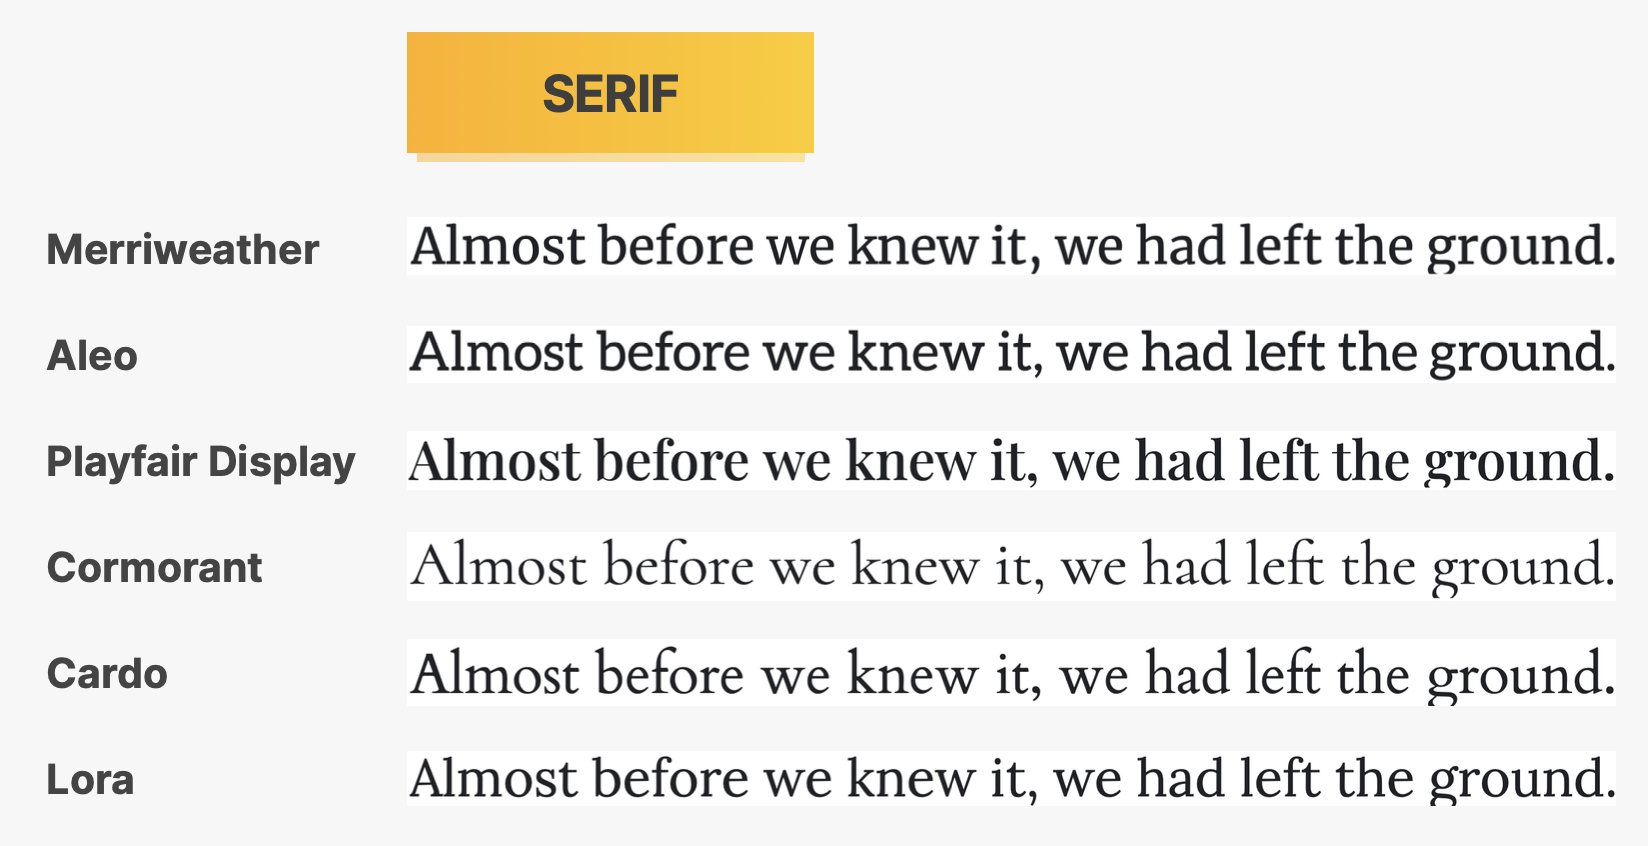 SERIF
Merriweather Almost before we knew it, we had left the ground.
Aleo Almost before we knew it, we had left the ground.
Playfair Display Almost before we knew it, we had left the ground.
Cormorant Almost before we knew it, we had left the ground.
Cardo Almost before we knew it, we had left the ground.
Lora Almost before we knew it, we had left the ground.